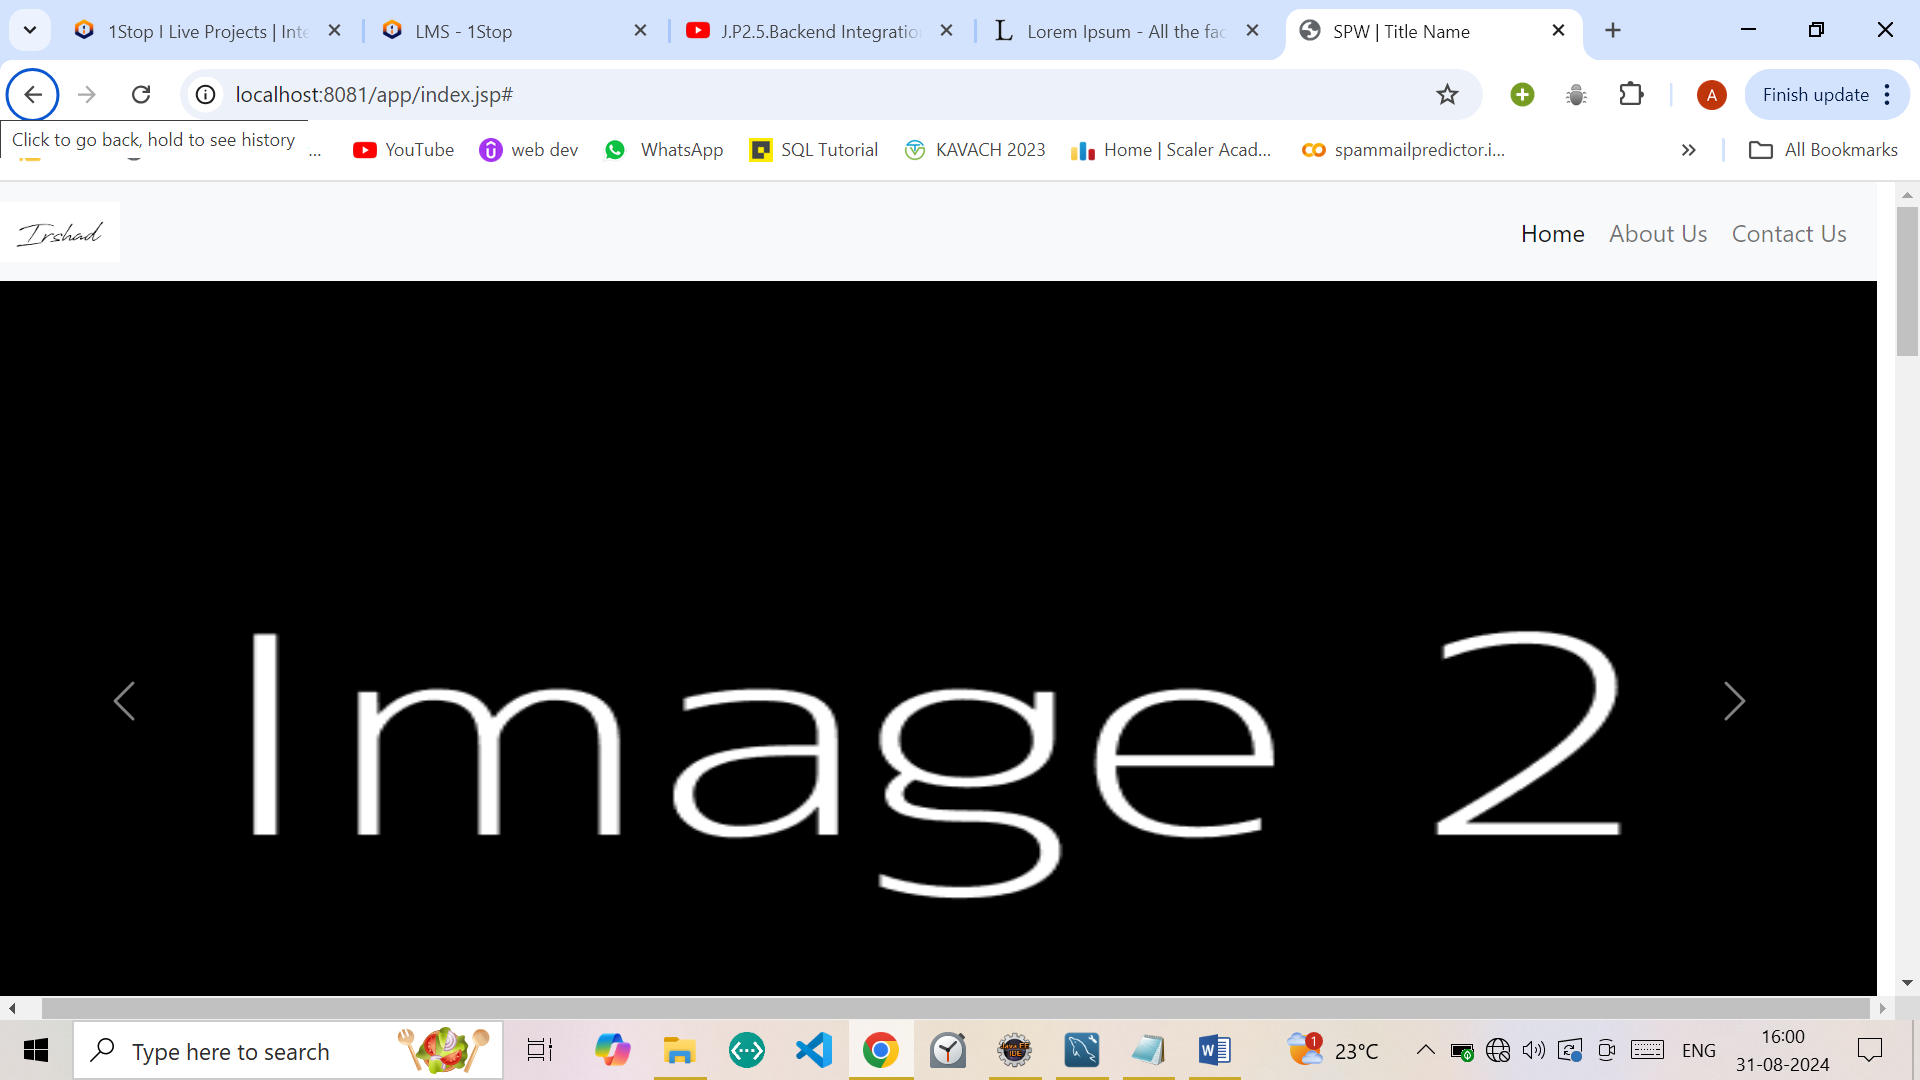 1Stop I Live Projects | Inte
LMS - 1Stop
J.P2.5.Backend Integratio
Lorem Ipsum - All the fac
SPW | Title Name
localhost:8081/app/index.jsp#
A
Finish update
Click to go back, hold to see history
...
YouTube
web dev
WhatsApp
SQL Tutorial
KAVACH 2023
Home | Scaler Acad...
spammailpredictor.i...
All Bookmarks
Irshad
Home
About Us
Contact Us
Image 2
Type here to search
1
23°C
ENG
16:00
31-08-2024